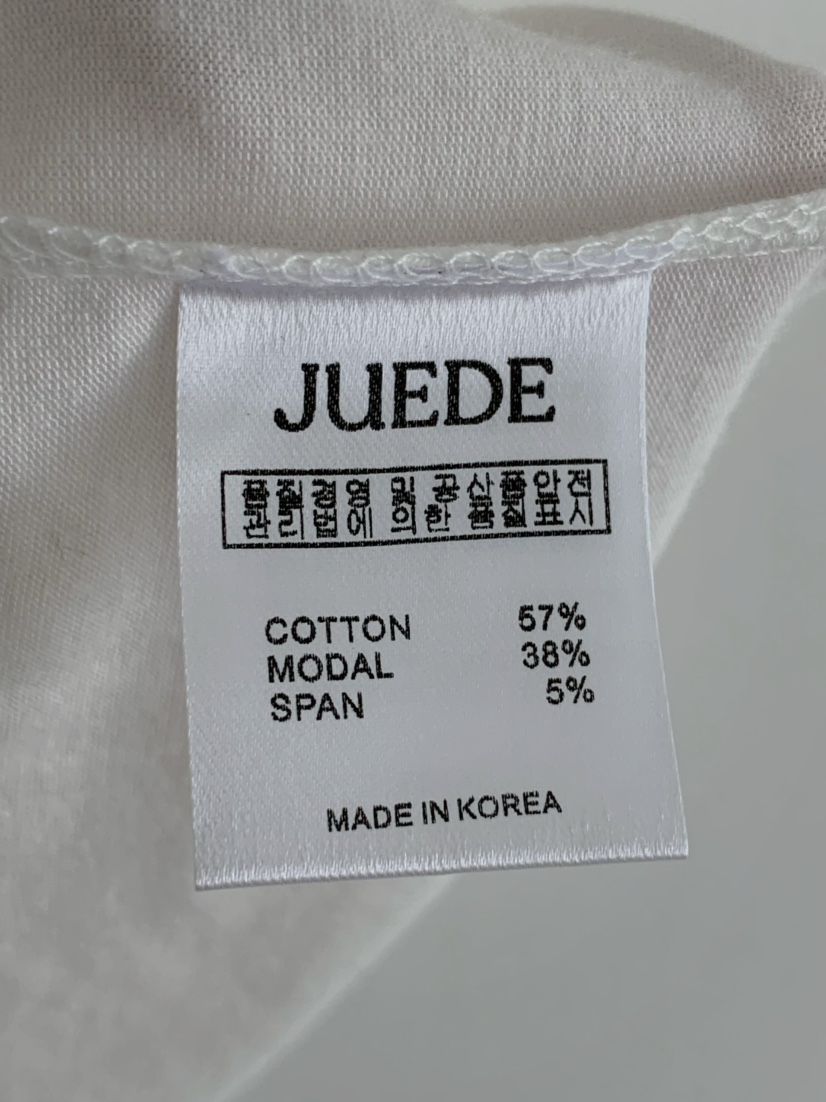 JUEDE
품질경영 및 공산품안전
관리법에 의한 품질표시
COTTON 57%
MODAL 38%
SPAN 5%
MADE IN KOREA